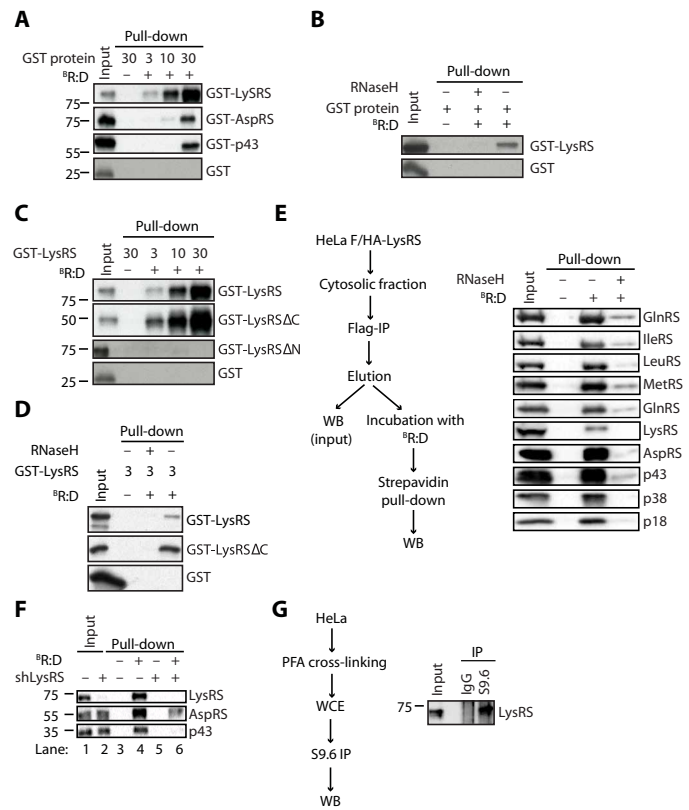 A
Pull-down
Input
GST protein 30 3 10 30
BR:D – + + +
75 GST-LySRS
75 GST-AspRS
55 GST-p43
25 GST
B
Pull-down
Input
RNaseH – + –
GST protein + + +
BR:D – + +
GST-LysRS
GST
C
Pull-down
Input
GST-LysRS 30 3 10 30
BR:D – + + +
75 GST-LysRS
50 GST-LysRSΔC
75 GST-LysRSΔN
25 GST
D
Pull-down
RNaseH – + –
GST-LysRS 3 3 3
BR:D – + +
Input
GST-LysRS
GST-LysRSΔC
GST
E
HeLa F/HA-LysRS
Cytosolic fraction
Flag-IP
Elution
WB (input)
Incubation with BR:D
Strepavidin pull-down
WB
Pull-down
Input
RNaseH – – +
BR:D – + +
GlnRS
IleRS
LeuRS
MetRS
GlnRS
LysRS
AspRS
p43
p38
p18
F
Input
Pull-down
BR:D – + – +
shLysRS – + – – + +
75 LysRS
55 AspRS
35 p43
Lane: 1 2 3 4 5 6
G
HeLa
PFA cross-linking
WCE
S9.6 IP
WB
Input
IP
IgG
S9.6
75 LysRS